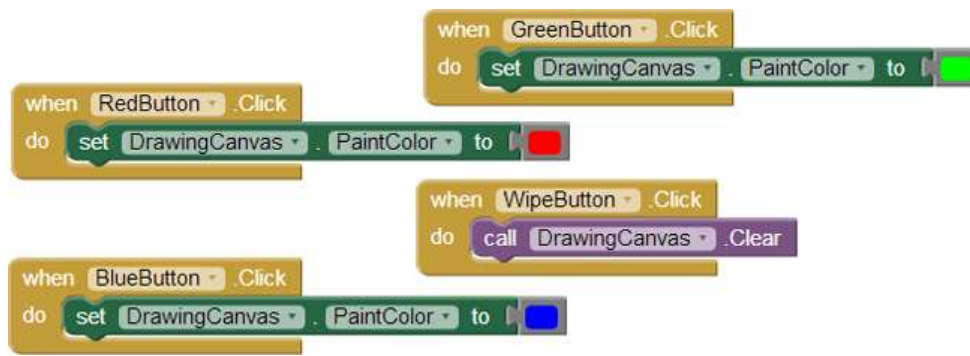 when GreenButton .Click
do set DrawingCanvas . PaintColor to
when RedButton .Click
do set DrawingCanvas . PaintColor to
when WipeButton .Click
do call DrawingCanvas .Clear
when BlueButton .Click
do set DrawingCanvas . PaintColor to